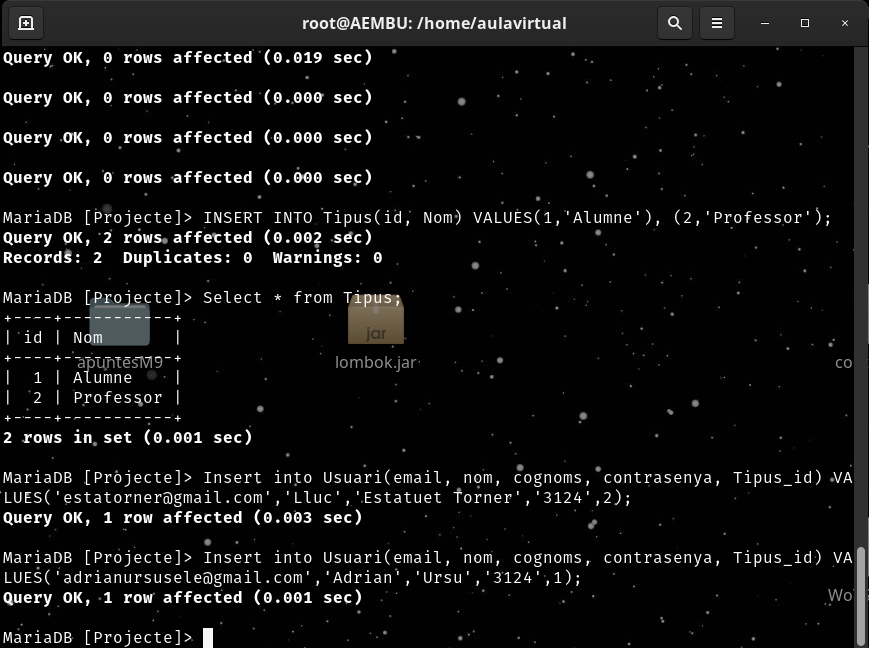 root@AEMBU: /home/aulavirtual
Query OK, 0 rows affected (0.019 sec)
Query OK, 0 rows affected (0.000 sec)
Query OK, 0 rows affected (0.000 sec)
Query OK, 0 rows affected (0.000 sec)
MariaDB [Projecte]> INSERT INTO Tipus(id, Nom) VALUES(1,'Alumne'), (2,'Professor');
Query OK, 2 rows affected (0.002 sec)
Records: 2  Duplicates: 0  Warnings: 0
MariaDB [Projecte]> Select * from Tipus;
+----+-----------+
| id | Nom       |
+----+-----------+
|  1 | Alumne    |
|  2 | Professor |
+----+-----------+
2 rows in set (0.001 sec)
jar
apuntesM9
lombok.jar
co
MariaDB [Projecte]> Insert into Usuari(email, nom, cognoms, contrasenya, Tipus_id) VA
LUES('estatorner@gmail.com','Lluc','Estatuet Torner','3124',2);
Query OK, 1 row affected (0.003 sec)
MariaDB [Projecte]> Insert into Usuari(email, nom, cognoms, contrasenya, Tipus_id) VA
LUES('adrianursusele@gmail.com','Adrian','Ursu','3124',1);
Query OK, 1 row affected (0.001 sec)
Wo
MariaDB [Projecte]>